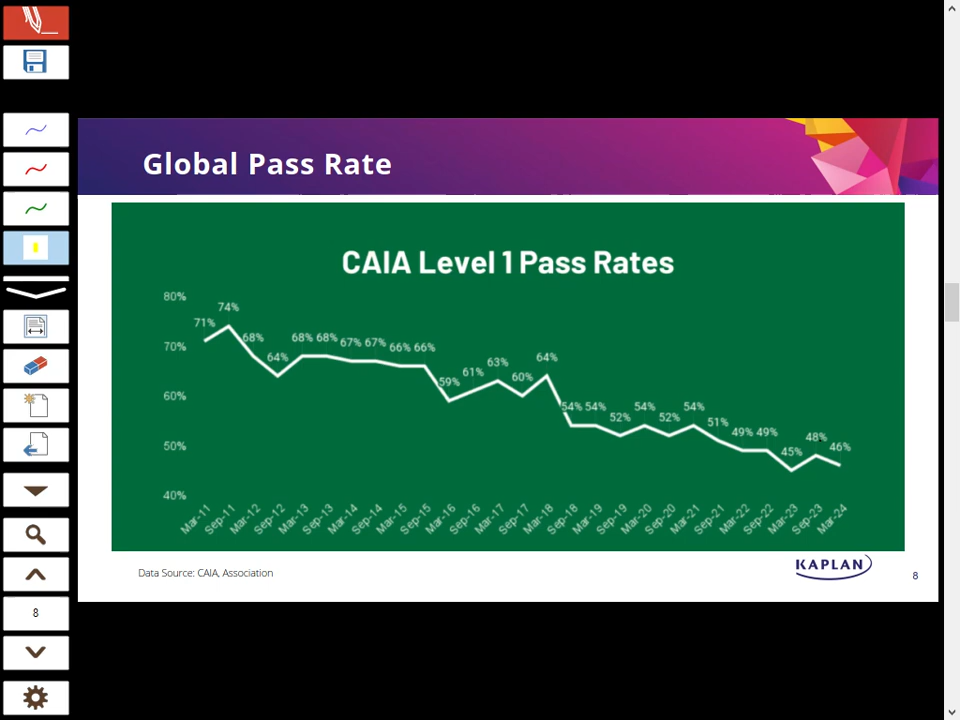 Global Pass Rate
CAIA Level 1 Pass Rates
80%
70%
60%
50%
40%
71%
74%
68%
64%
68%
68%
67%
67%
66%
66%
59%
61%
63%
60%
64%
54%
54%
52%
54%
52%
54%
51%
49%
49%
45%
48%
46%
Mar-11
Sep-11
Mar-12
Sep-12
Mar-13
Sep-13
Mar-14
Sep-14
Mar-15
Sep-15
Mar-16
Sep-16
Mar-17
Sep-17
Mar-18
Sep-18
Mar-19
Sep-19
Mar-20
Sep-20
Mar-21
Sep-21
Mar-22
Sep-22
Mar-23
Sep-23
Mar-24
Data Source: CAIA, Association
KAPLAN
8
8